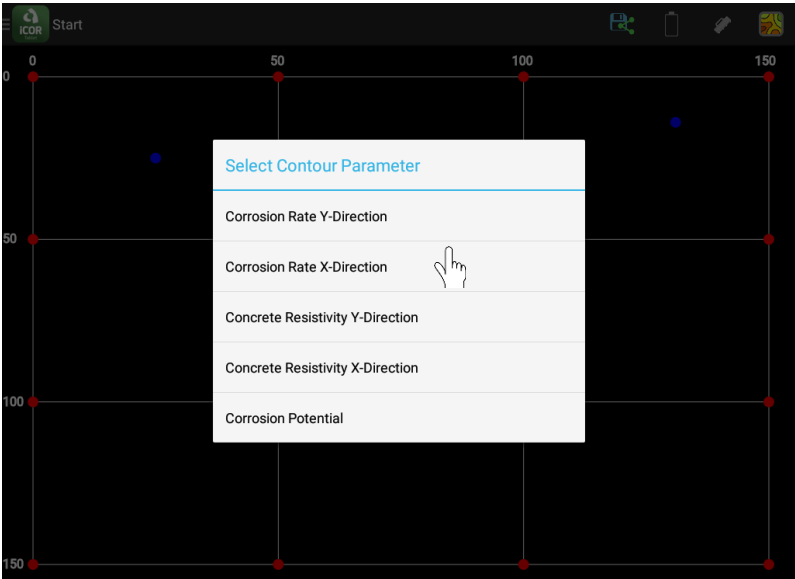 iCOR
Start
0 50 100 150
0
50
100
150
Select Contour Parameter
Corrosion Rate Y-Direction
Corrosion Rate X-Direction
Concrete Resistivity Y-Direction
Concrete Resistivity X-Direction
Corrosion Potential